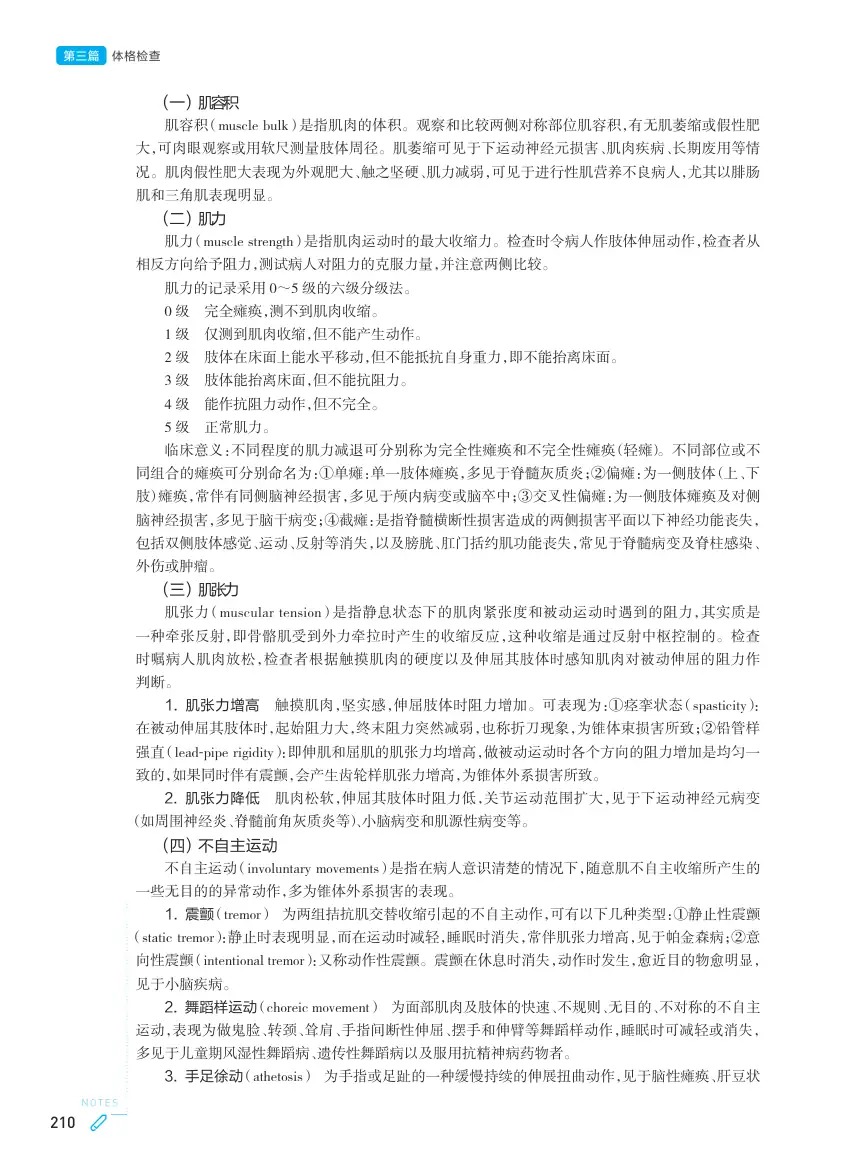 第三篇 体格检查
（一）肌容积
肌容积（muscle bulk）是指肌肉的体积。观察和比较两侧对称部位肌容积，有无肌萎缩或假性肥
大，可肉眼观察或用软尺测量肢体周径。肌萎缩可见于下运动神经元损害、肌肉疾病、长期废用等情
况。肌肉假性肥大表现为外观肥大、触之坚硬、肌力减弱，可见于进行性肌营养不良病人，尤其以腓肠
肌和三角肌表现明显。
（二）肌力
肌力（muscle strength）是指肌肉运动时的最大收缩力。检查时令病人作肢体伸屈动作，检查者从
相反方向给予阻力，测试病人对阻力的克服力量，并注意两侧比较。
肌力的记录采用 0～5 级的六级分级法。
0 级 完全瘫痪，测不到肌肉收缩。
1 级 仅测到肌肉收缩，但不能产生动作。
2 级 肢体在床面上能水平移动，但不能抵抗自身重力，即不能抬离床面。
3 级 肢体能抬离床面，但不能抗阻力。
4 级 能作抗阻力动作，但不完全。
5 级 正常肌力。
临床意义：不同程度的肌力减退可分别称为完全性瘫痪和不完全性瘫痪（轻瘫）。不同部位或不
同组合的瘫痪可分别命名为：①单瘫：单一肢体瘫痪，多见于脊髓灰质炎；②偏瘫：为一侧肢体（上、下
肢）瘫痪，常伴有同侧脑神经损害，多见于颅内病变或脑卒中；③交叉性偏瘫：为一侧肢体瘫痪及对侧
脑神经损害，多见于脑干病变；④截瘫：是指脊髓横断性损害造成的两侧损害平面以下神经功能丧失，
包括双侧肢体感觉、运动、反射等消失，以及膀胱、肛门括约肌功能丧失，常见于脊髓病变及脊柱感染、
外伤或肿瘤。
（三）肌张力
肌张力（muscular tension）是指静息状态下的肌肉紧张度和被动运动时遇到的阻力，其实质是
一种牵张反射，即骨骼肌受到外力牵拉时产生的收缩反应，这种收缩是通过反射中枢控制的。检查
时嘱病人肌肉放松，检查者根据触摸肌肉的硬度以及伸屈其肢体时感知肌肉对被动伸屈的阻力作
判断。
1. 肌张力增高 触摸肌肉，坚实感，伸屈肢体时阻力增加。可表现为：①痉挛状态（spasticity）：
在被动伸屈其肢体时，起始阻力大，终末阻力突然减弱，也称折刀现象，为锥体束损害所致；②铅管样
强直（lead-pipe rigidity）：即伸肌和屈肌的肌张力均增高，做被动运动时各个方向的阻力增加是均匀一
致的，如果同时伴有震颤，会产生齿轮样肌张力增高，为锥体外系损害所致。
2. 肌张力降低 肌肉松软，伸屈其肢体时阻力低，关节运动范围扩大，见于下运动神经元病变
（如周围神经炎、脊髓前角灰质炎等）、小脑病变和肌源性病变等。
（四）不自主运动
不自主运动（involuntary movements）是指在病人意识清楚的情况下，随意肌不自主收缩所产生的
一些无目的的异常动作，多为锥体外系损害的表现。
1. 震颤（tremor） 为两组拮抗肌交替收缩引起的不自主动作，可有以下几种类型：①静止性震颤
（static tremor）：静止时表现明显，而在运动时减轻，睡眠时消失，常伴肌张力增高，见于帕金森病；②意
向性震颤（intentional tremor）：又称动作性震颤。震颤在休息时消失，动作时发生，愈近目的物愈明显，
见于小脑疾病。
2. 舞蹈样运动（choreic movement） 为面部肌肉及肢体的快速、不规则、无目的、不对称的不自主
运动，表现为做鬼脸、转颈、耸肩、手指间断性伸屈、摆手和伸臂等舞蹈样动作，睡眠时可减轻或消失，
多见于儿童期风湿性舞蹈病、遗传性舞蹈病以及服用抗精神病药物者。
3. 手足徐动（athetosis） 为手指或足趾的一种缓慢持续的伸展扭曲动作，见于脑性瘫痪、肝豆状
NOTES
210